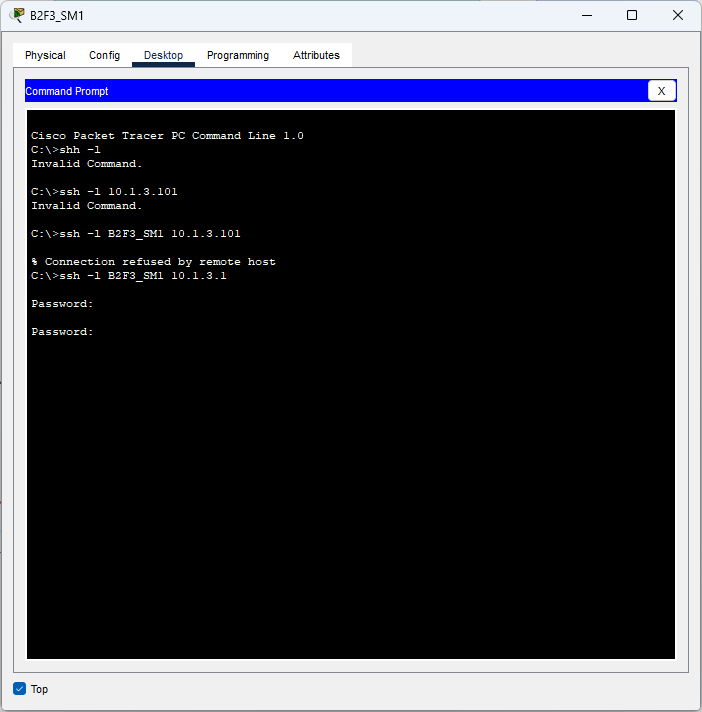 B2F3_SM1
Physical Config Desktop Programming Attributes
Command Prompt X
Cisco Packet Tracer PC Command Line 1.0
C:\>shh -l
Invalid Command.
C:\>ssh -l 10.1.3.101
Invalid Command.
C:\>ssh -l B2F3_SM1 10.1.3.101
% Connection refused by remote host
C:\>ssh -l B2F3_SM1 10.1.3.1
Password:
Password:
Top